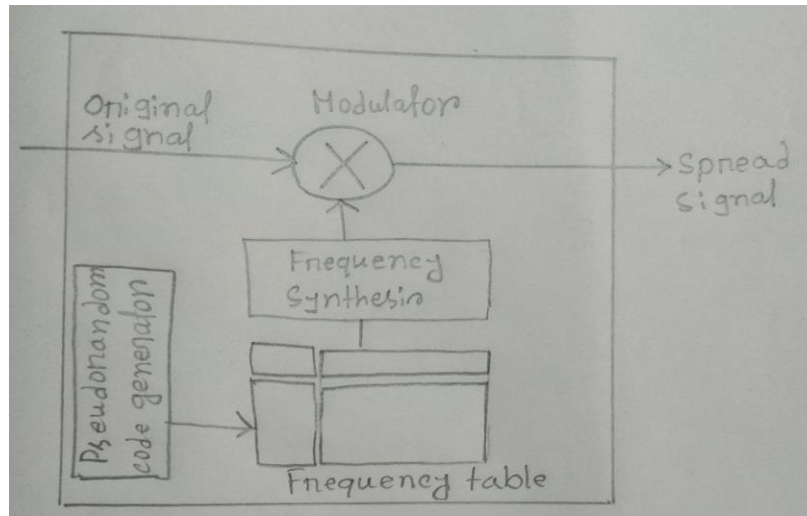 Original
signal
Modulator
Spread
signal
Frequency
Synthesis
Pseudorandom
code generator
Frequency table